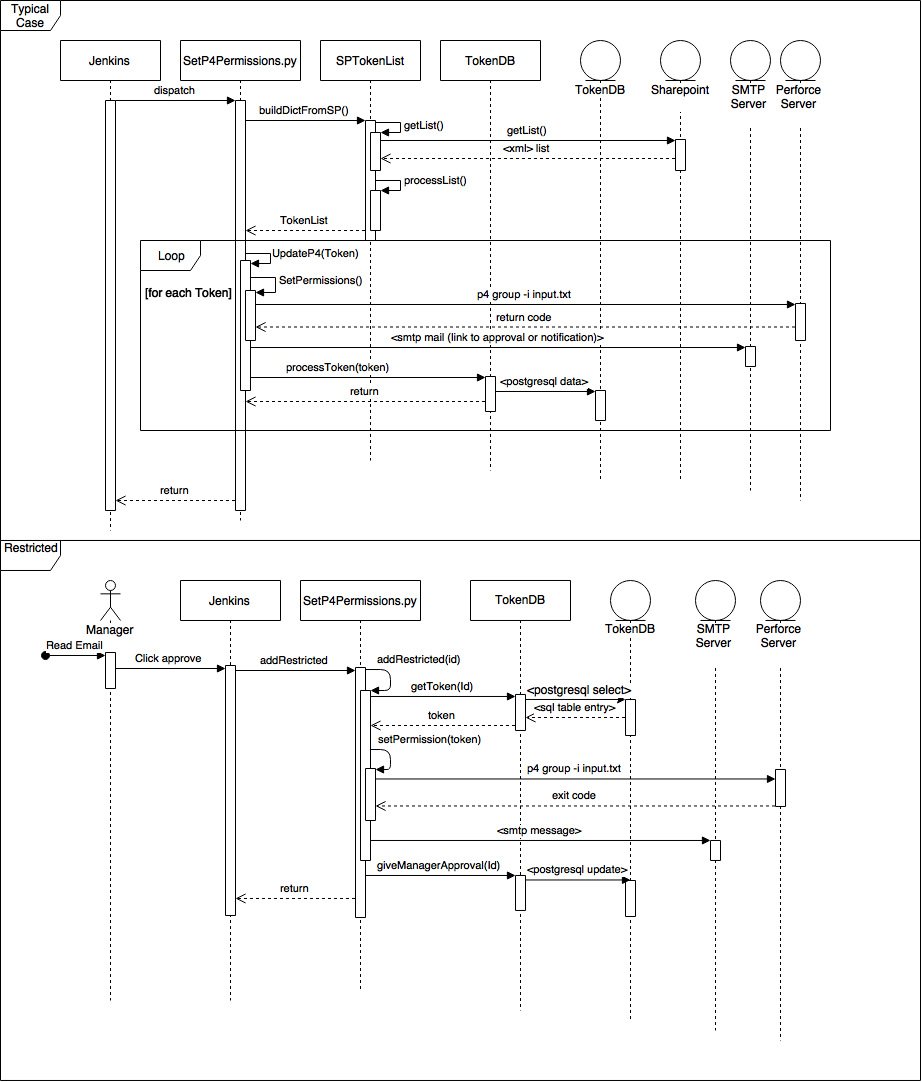 Typical
Case
Jenkins
SetP4Permissions.py
SPTokenList
TokenDB
TokenDB
Sharepoint
SMTP
Server
Perforce
Server
dispatch
buildDictFromSP()
getList()
getList()
<xml> list
processList()
TokenList
Loop
UpdateP4(Token)
SetPermissions()
[for each Token]
p4 group -i input.txt
return code
<smtp mail (link to approval or notification)>
processToken(token)
<postgresql data>
return
return
Restricted
Manager
Jenkins
SetP4Permissions.py
TokenDB
TokenDB
SMTP
Server
Perforce
Server
Read Email
Click approve
addRestricted
addRestricted(id)
getToken(Id)
<postgresql select>
<sql table entry>
token
setPermission(token)
p4 group -i input.txt
exit code
<smtp message>
giveManagerApproval(Id)
<postgresql update>
return